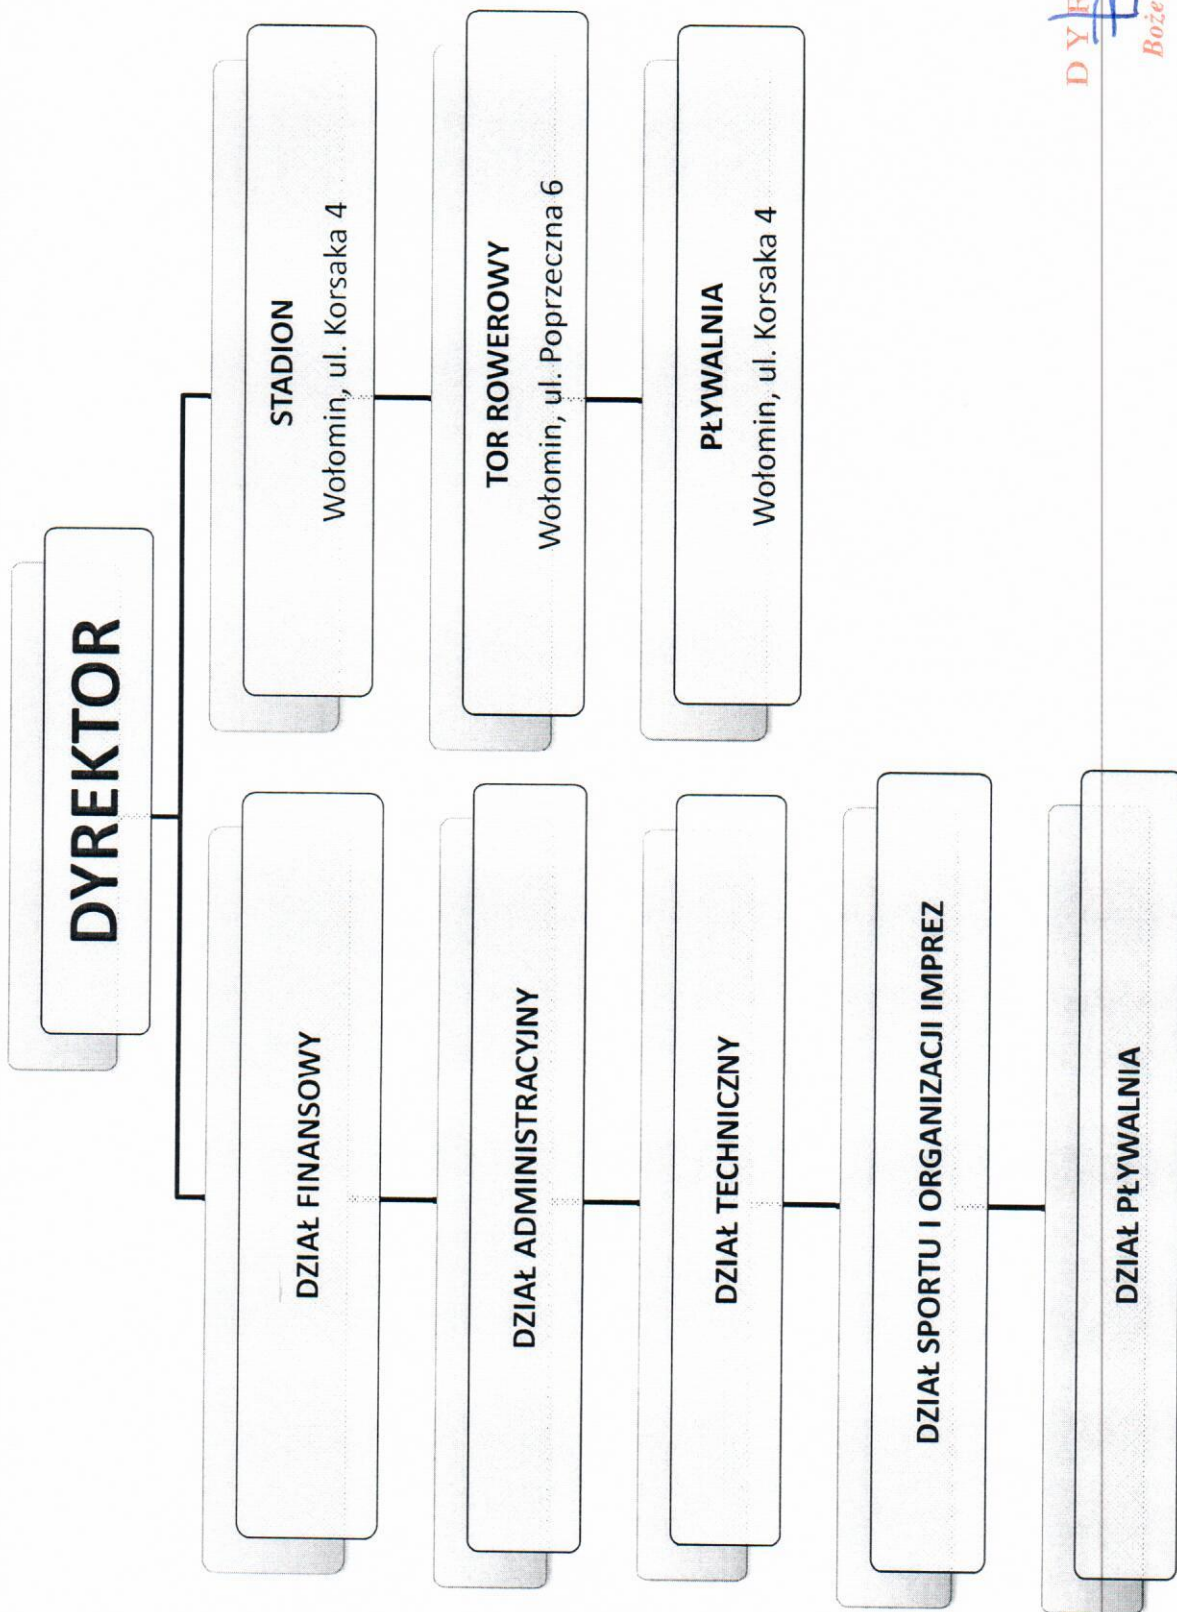 DYREKTOR
DZIAŁ FINANSOWY
DZIAŁ ADMINISTRACYJNY
DZIAŁ TECHNICZNY
DZIAŁ SPORTU I ORGANIZACJI IMPREZ
DZIAŁ PŁYWALNIA
STADION
Wołomin, ul. Korsaka 4
TOR ROWEROWY
Wołomin, ul. Poprzeczna 6
PŁYWALNIA
Wołomin, ul. Korsaka 4